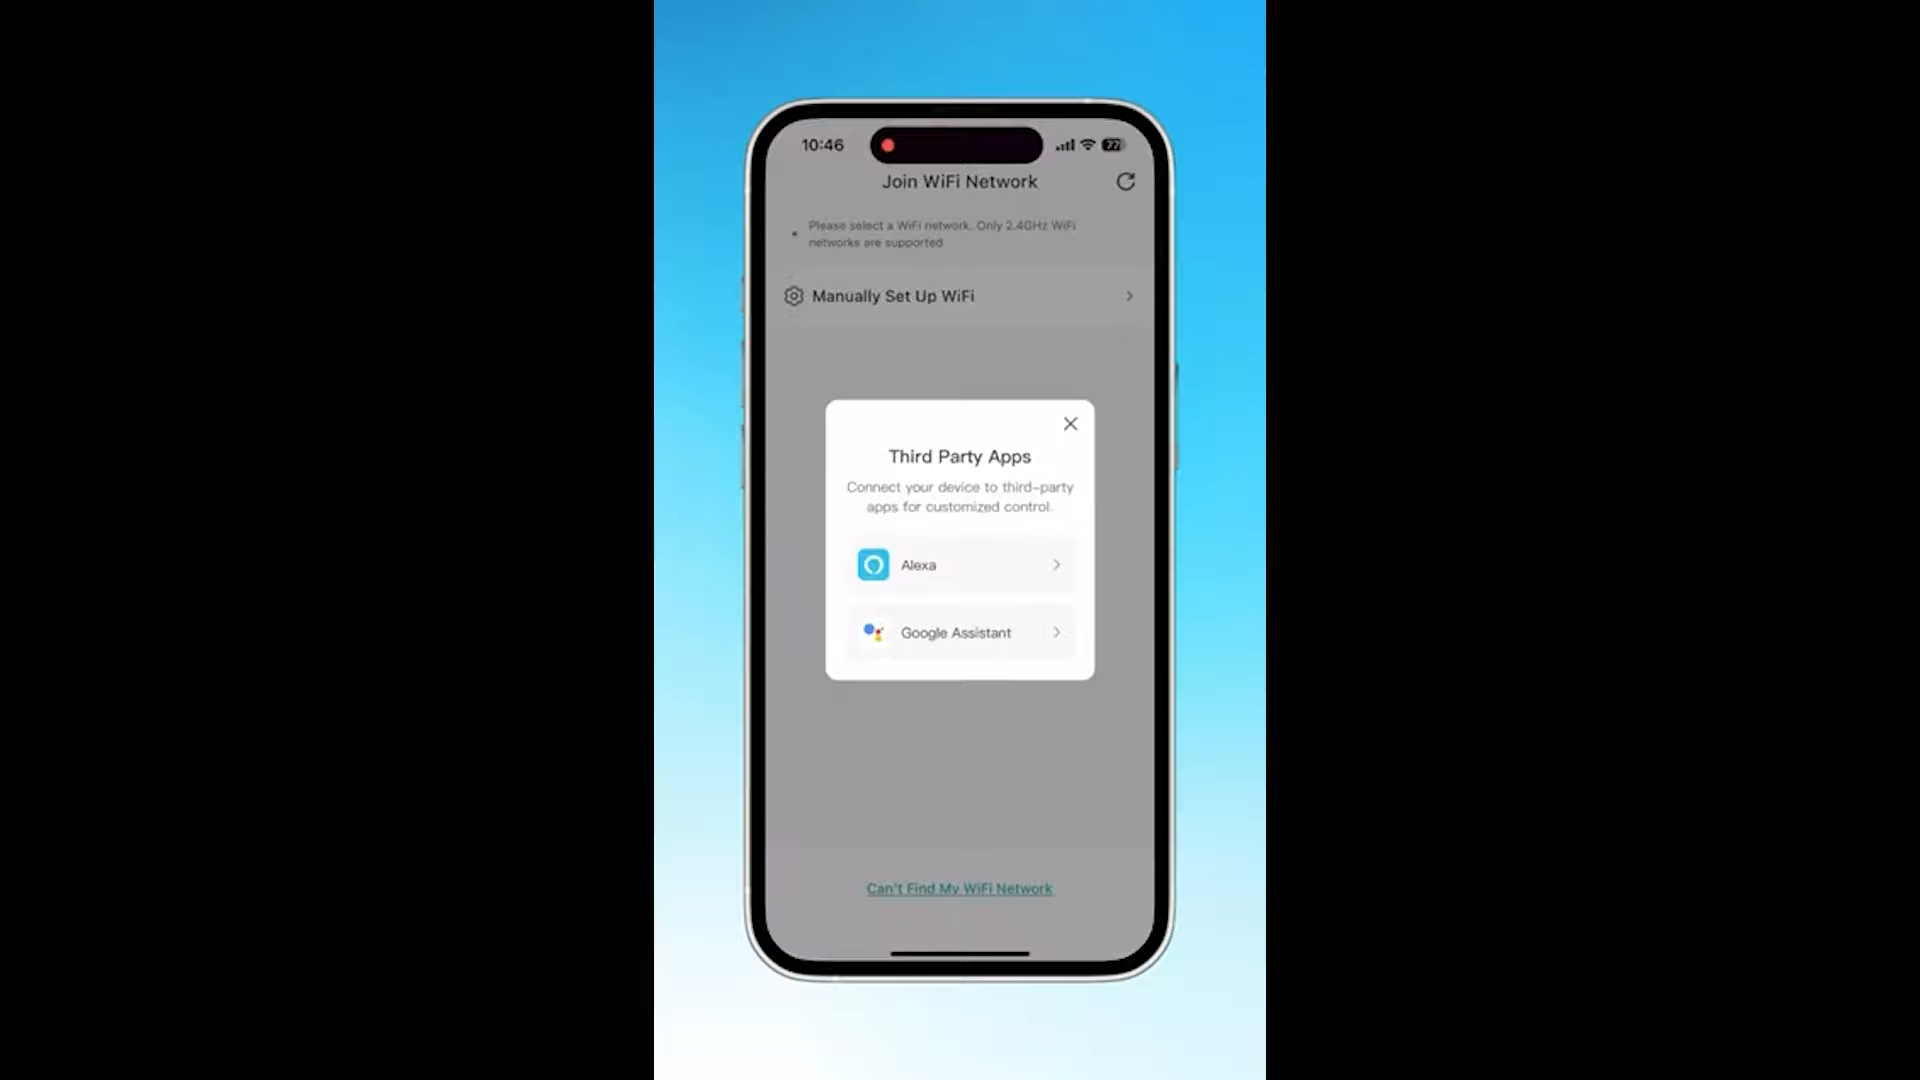 10:46
77
Join WiFi Network
Please select a WiFi network. Only 2.4GHz WiFi
networks are supported
Manually Set Up WiFi
Third Party Apps
Connect your device to third-party
apps for customized control.
Alexa
Google Assistant
Can't Find My WiFi Network